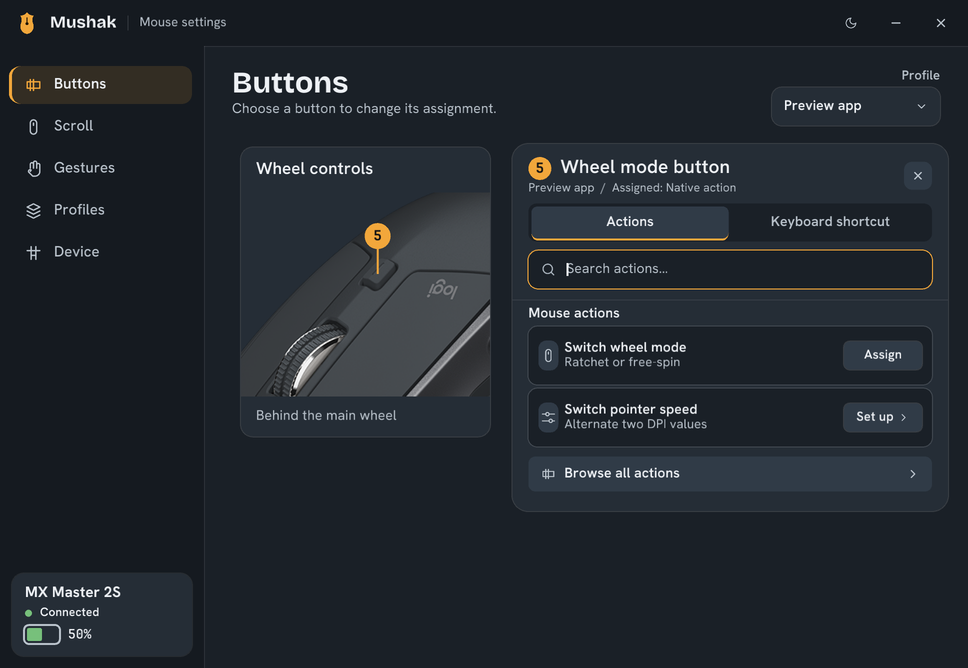 Mushak
Mouse settings
Buttons
Scroll
Gestures
Profiles
Device
MX Master 2S
Connected
50%
Buttons
Choose a button to change its assignment.
Profile
Preview app
Wheel controls
5
logi
Behind the main wheel
5 Wheel mode button
Preview app / Assigned: Native action
Actions
Keyboard shortcut
Search actions...
Mouse actions
Switch wheel mode
Ratchet or free-spin
Assign
Switch pointer speed
Alternate two DPI values
Set up
Browse all actions